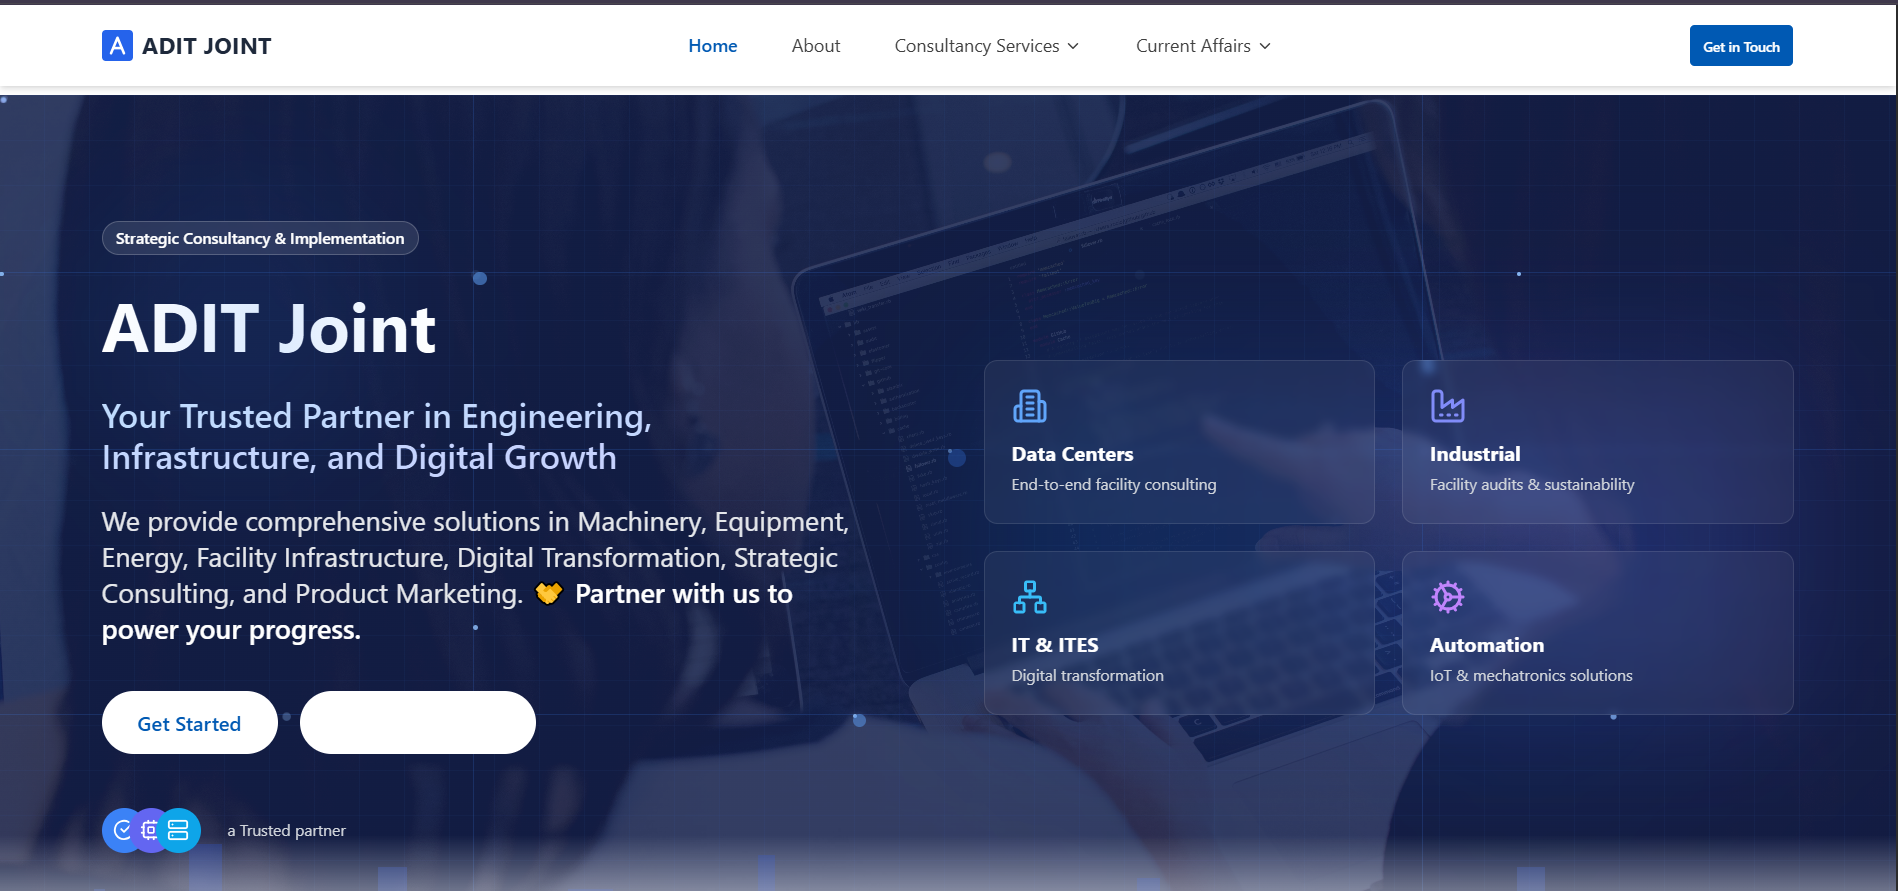 A ADIT JOINT
Home
About
Consultancy Services
Current Affairs
Get in Touch
Strategic Consultancy & Implementation
ADIT Joint
Your Trusted Partner in Engineering,
Infrastructure, and Digital Growth
We provide comprehensive solutions in Machinery, Equipment,
Energy, Facility Infrastructure, Digital Transformation, Strategic
Consulting, and Product Marketing. 🤝 Partner with us to
power your progress.
Get Started
a Trusted partner
Data Centers
End-to-end facility consulting
Industrial
Facility audits & sustainability
IT & ITES
Digital transformation
Automation
IoT & mechatronics solutions